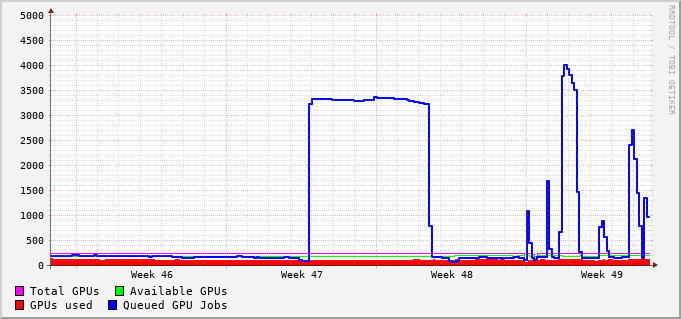 5000
4500
4000
3500
3000
2500
2000
1500
1000
500
0
Week 46 Week 47 Week 48 Week 49
Total GPUs Available GPUs
GPUs used Queued GPU Jobs
RRDTOOL / TOBI OETIKER